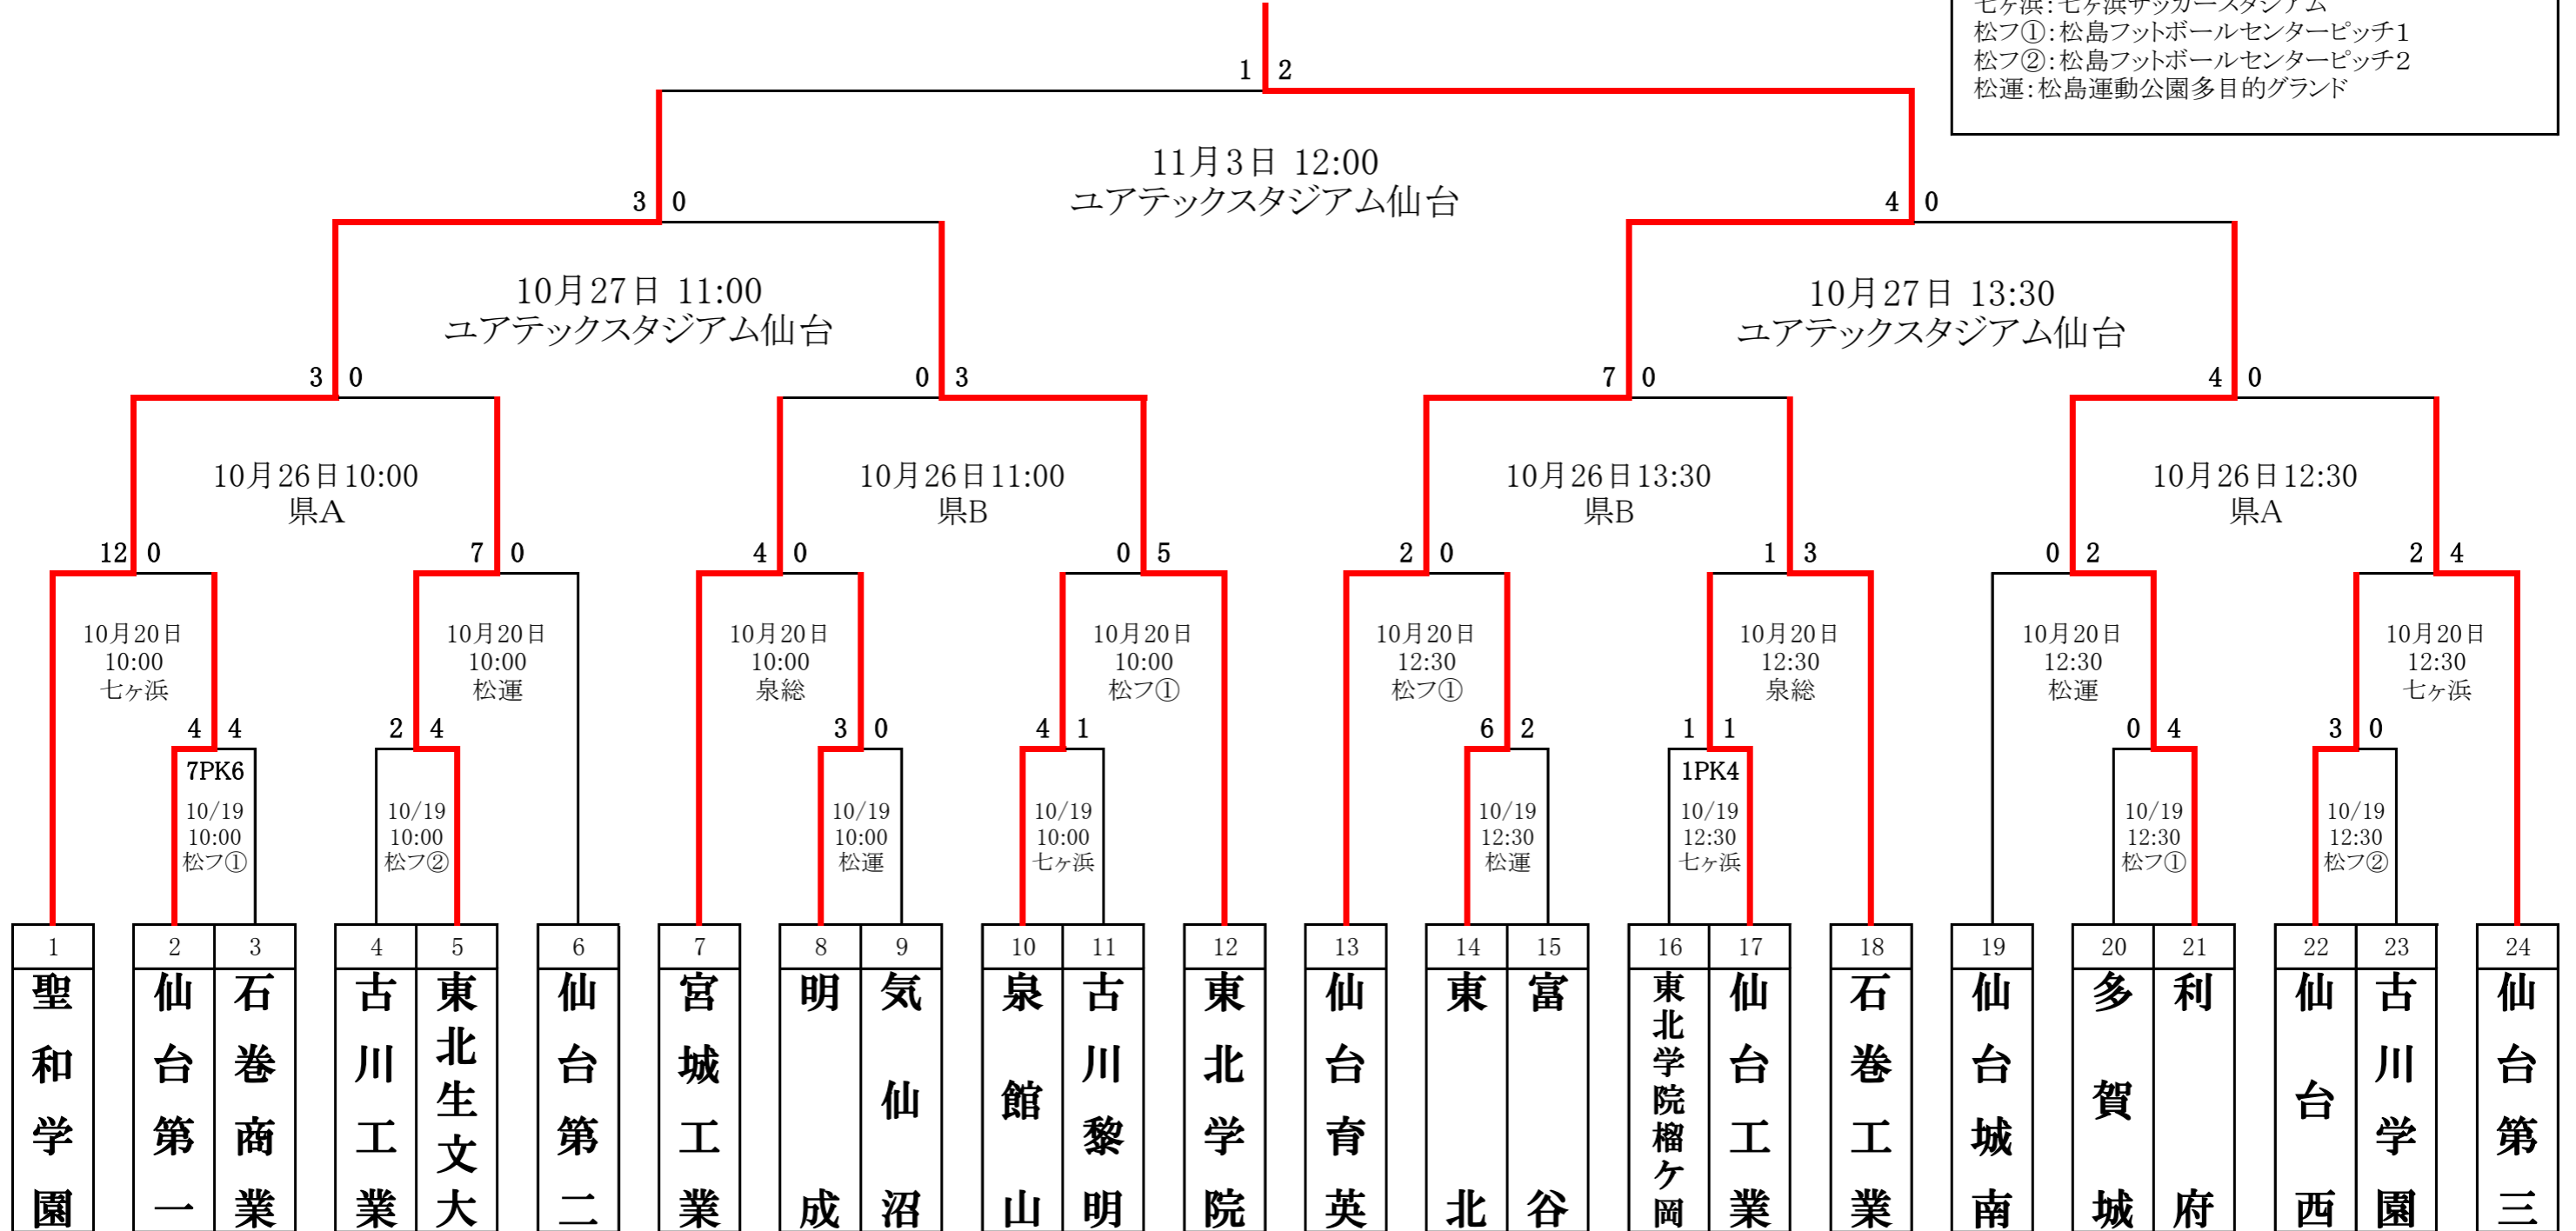 七ヶ浜：七ヶ浜サッカースタジアム
松フ①：松島フットボールセンターピッチ1
松フ②：松島フットボールセンターピッチ2
松運：松島運動公園多目的グランド
1 2
11月3日 12:00
ユアテックスタジアム仙台
3 0
4 0
10月27日 11:00
ユアテックスタジアム仙台
10月27日 13:30
ユアテックスタジアム仙台
3 0
0 3
7 0
4 0
10月26日10:00
県A
10月26日11:00
県B
10月26日13:30
県B
10月26日12:30
県A
12 0
7 0
4 0
0 5
2 0
1 3
0 2
2 4
10月20日
10:00
七ヶ浜
10月20日
10:00
松運
10月20日
10:00
泉総
10月20日
10:00
松フ①
10月20日
12:30
松フ①
10月20日
12:30
泉総
10月20日
12:30
松運
10月20日
12:30
七ヶ浜
4 4
2 4
3 0
4 1
6 2
1 1
0 4
3 0
7PK6
10/19
10:00
松フ①
10/19
10:00
松フ②
10/19
10:00
松運
10/19
10:00
七ヶ浜
10/19
12:30
松運
1PK4
10/19
12:30
七ヶ浜
10/19
12:30
松フ①
10/19
12:30
松フ②
1
聖和学園
2
仙台第一
3
石巻商業
4
古川工業
5
東北生文大
6
仙台第二
7
宮城工業
8
明成
9
気仙沼
10
泉館山
11
古川黎明
12
東北学院
13
仙台育英
14
東北
15
富谷
16
東北学院榴ケ岡
17
仙台工業
18
石巻工業
19
仙台城南
20
多賀城
21
利府
22
仙台西
23
古川学園
24
仙台第三